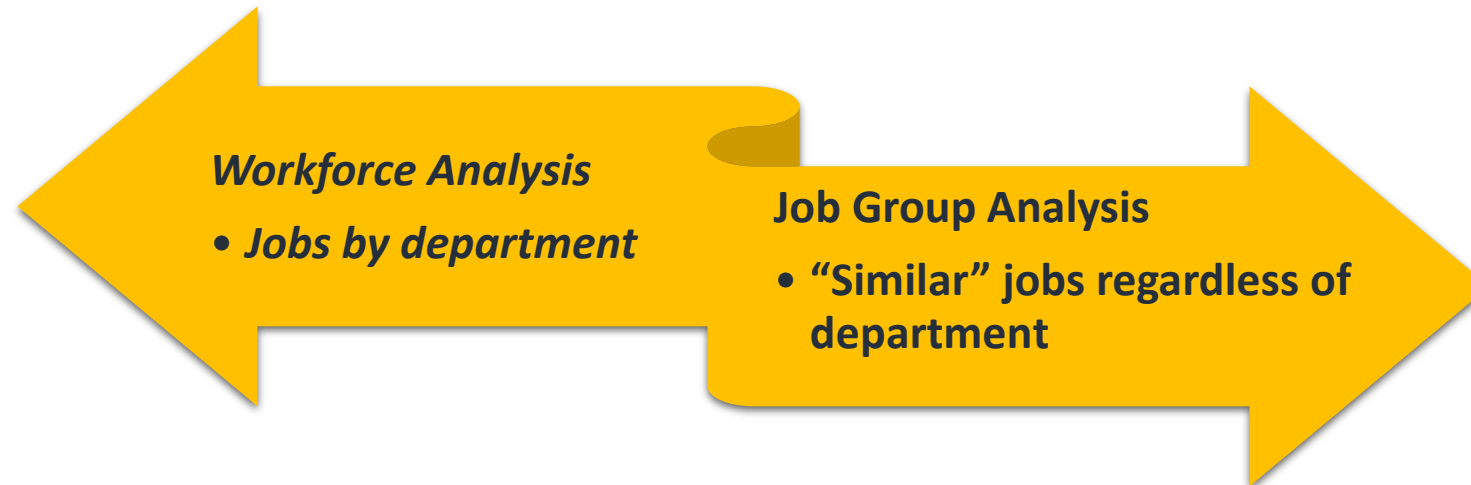 Workforce Analysis
• Jobs by department
Job Group Analysis
• “Similar” jobs regardless of
department